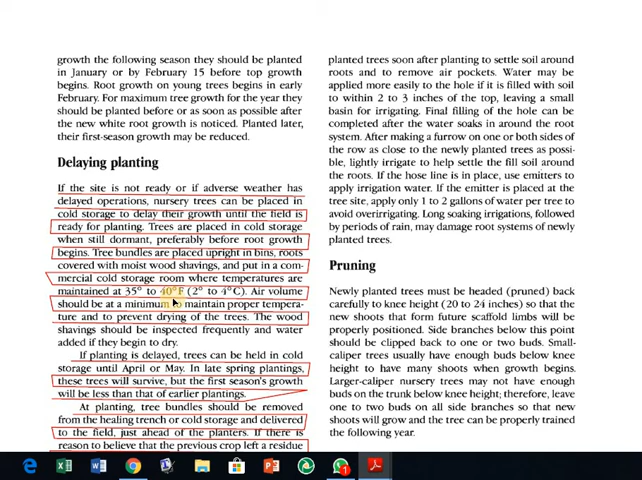 growth the following season they should be planted
in January or by February 15 before top growth
begins. Root growth on young trees begins in early
February. For maximum tree growth for the year they
should be planted before or as soon as possible after
the new white root growth is noticed. Planted later,
their first-season growth may be reduced.
Delaying planting
If the site is not ready or if adverse weather has
delayed operations, nursery trees can be placed in
cold storage to delay their growth until the field is
ready for planting. Trees are placed in cold storage
when still dormant, preferably before root growth
begins. Tree bundles are placed upright in bins, roots
covered with moist wood shavings, and put in a com-
mercial cold storage room where temperatures are
maintained at 35° to 40°F (2° to 4°C). Air volume
should be at a minimum to maintain proper tempera-
ture and to prevent drying of the trees. The wood
shavings should be inspected frequently and water
added if they begin to dry.
If planting is delayed, trees can be held in cold
storage until April or May. In late spring plantings,
these trees will survive, but the first season's growth
will be less than that of earlier plantings.
At planting, tree bundles should be removed
from the healing trench or cold storage and delivered
to the field, just ahead of the planters. If there is
reason to believe that the previous crop left a residue
planted trees soon after planting to settle soil around
roots and to remove air pockets. Water may be
applied more easily to the hole if it is filled with soil
to within 2 to 3 inches of the top, leaving a small
basin for irrigating. Final filling of the hole can be
completed after the water soaks in around the root
system. After making a furrow on one or both sides of
the row as close to the newly planted trees as possi-
ble, lightly irrigate to help settle the fill soil around
the roots. If the hose line is in place, use emitters to
apply irrigation water. If the emitter is placed at the
tree site, apply only 1 to 2 gallons of water per tree to
avoid overirrigating. Long soaking irrigations, followed
by periods of rain, may damage root systems of newly
planted trees.
Pruning
Newly planted trees must be headed (pruned) back
carefully to knee height (20 to 24 inches) so that the
new shoots that form future scaffold limbs will be
properly positioned. Side branches below this point
should be clipped back to one or two buds. Small-
caliper trees usually have enough buds below knee
height to have many shoots when growth begins.
Larger-caliper nursery trees may not have enough
buds on the trunk below knee height; therefore, leave
one to two buds on all side branches so that new
shoots will grow and the tree can be properly trained
the following year.